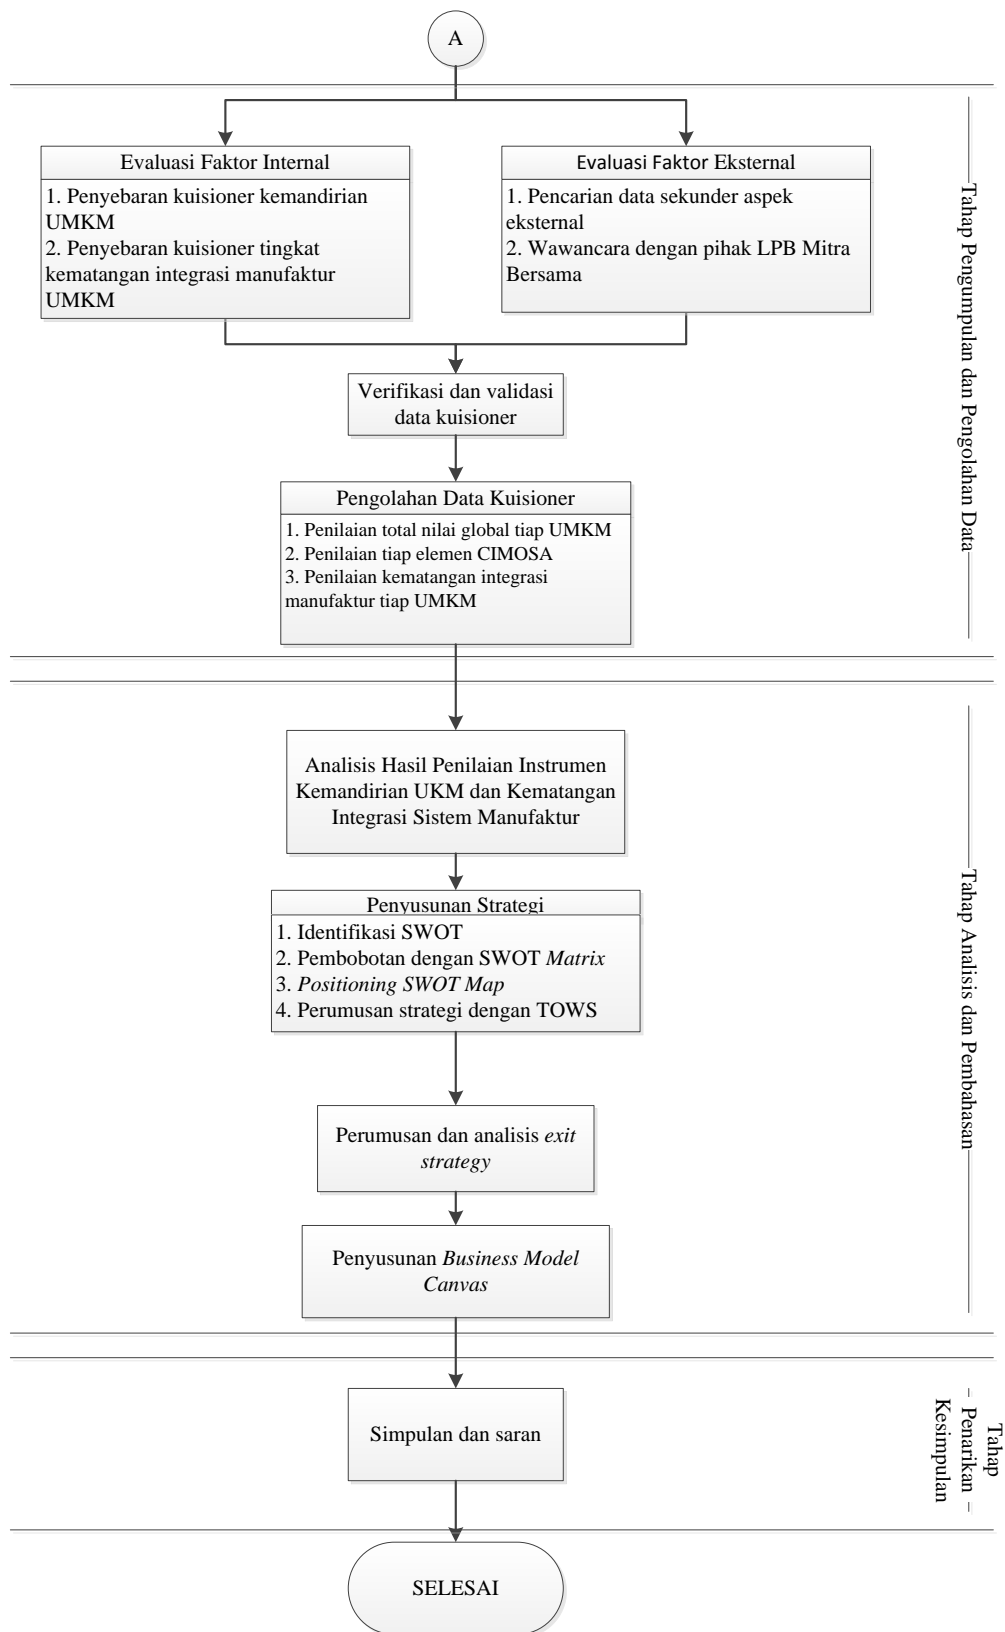 A
Evaluasi Faktor Internal
1. Penyebaran kuisioner kemandirian
UMKM
2. Penyebaran kuisioner tingkat
kematangan integrasi manufaktur
UMKM
Evaluasi Faktor Eksternal
1. Pencarian data sekunder aspek
eksternal
2. Wawancara dengan pihak LPB Mitra
Bersama
Verifikasi dan validasi
data kuisioner
Pengolahan Data Kuisioner
1. Penilaian total nilai global tiap UMKM
2. Penilaian tiap elemen CIMOSA
3. Penilaian kematangan integrasi
manufaktur tiap UMKM
Tahap Pengumpulan dan Pengolahan Data
Analisis Hasil Penilaian Instrumen
Kemandirian UKM dan Kematangan
Integrasi Sistem Manufaktur
Penyusunan Strategi
1. Identifikasi SWOT
2. Pembobotan dengan SWOT Matrix
3. Positioning SWOT Map
4. Perumusan strategi dengan TOWS
Perumusan dan analisis exit
strategy
Penyusunan Business Model
Canvas
Tahap Analisis dan Pembahasan
Simpulan dan saran
Tahap
Penarikan
Kesimpulan
SELESAI